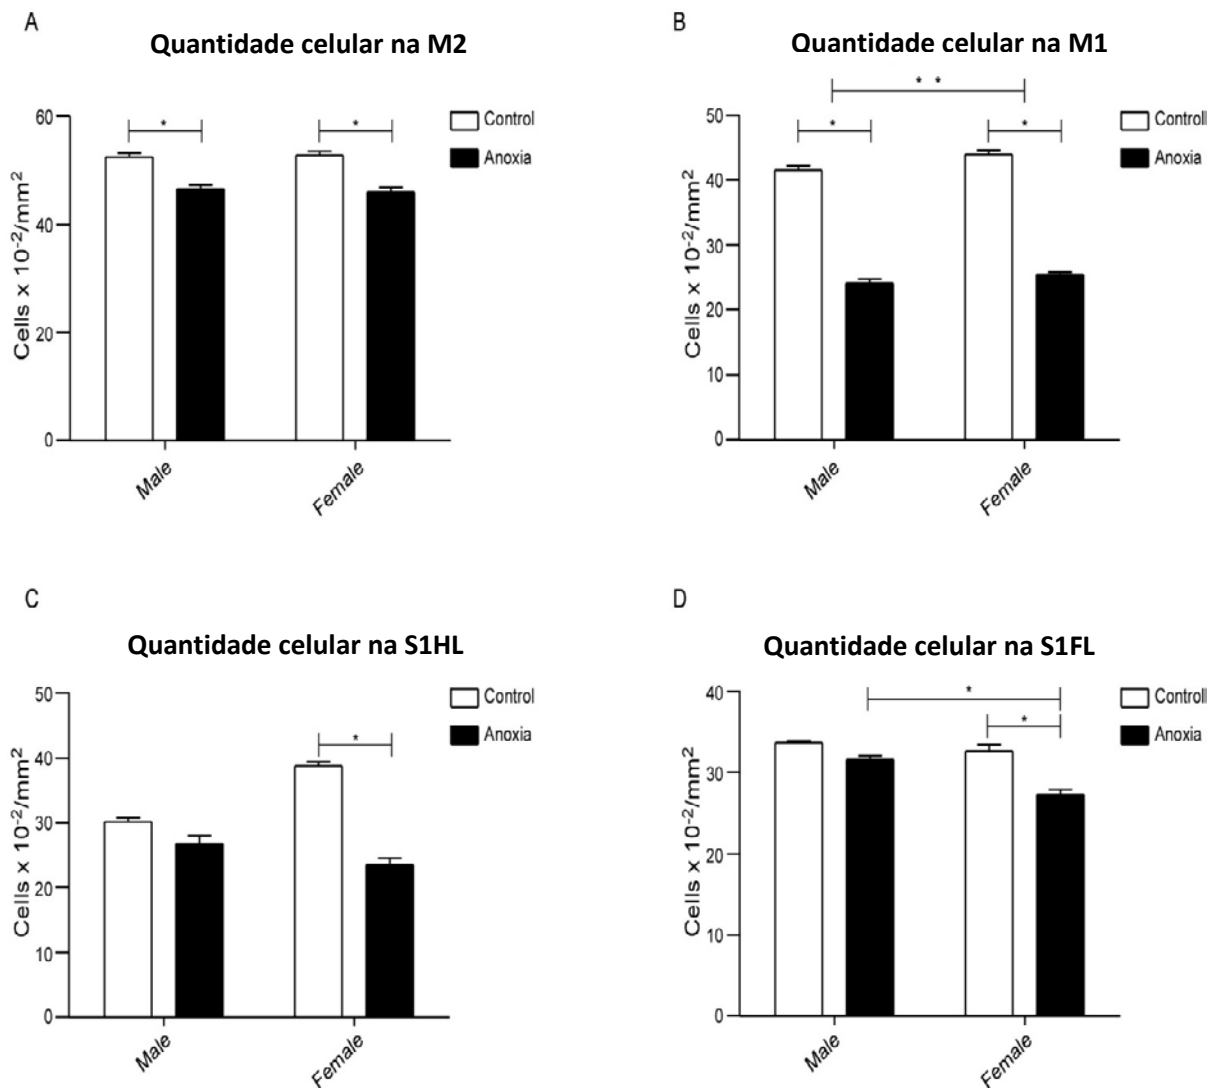 A
Quantidade celular na M2
Cells x 10⁻²/mm²
60
40
20
0
*
*
Control
Anoxia
Male
Female
B
Quantidade celular na M1
Cells x 10⁻²/mm²
50
40
30
20
10
0
* *
*
*
Controll
Anoxia
Male
Female
C
Quantidade celular na S1HL
Cells x 10⁻²/mm²
50
40
30
20
10
0
*
Control
Anoxia
Male
Female
D
Quantidade celular na S1FL
Cells x 10⁻²/mm²
40
30
20
10
0
*
*
Controll
Anoxia
Male
Female